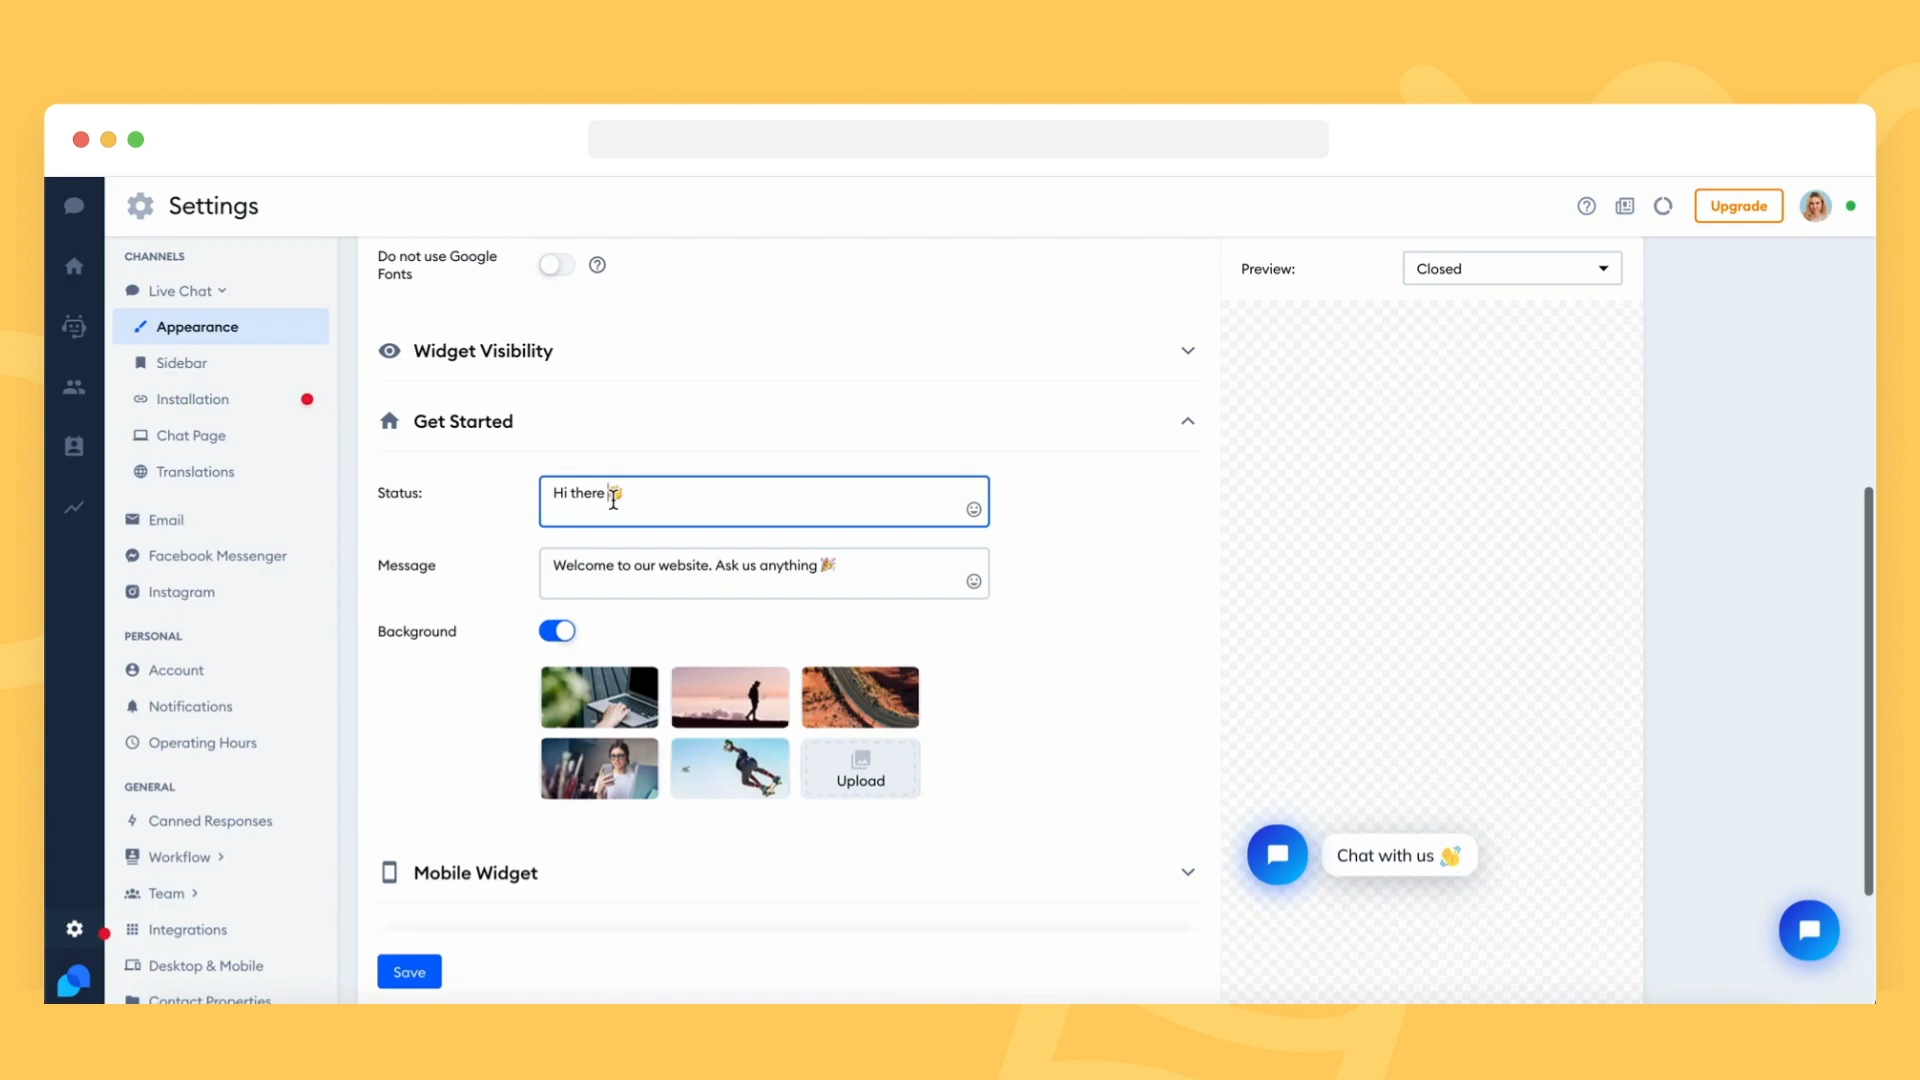 Settings
Upgrade
CHANNELS
Live Chat
Appearance
Sidebar
Installation
Chat Page
Translations
Email
Facebook Messenger
Instagram
PERSONAL
Account
Notifications
Operating Hours
GENERAL
Canned Responses
Workflow
Team
Integrations
Desktop & Mobile
Contact Properties
Do not use Google
Fonts
Widget Visibility
Get Started
Status:
Hi there 👋
Message
Welcome to our website. Ask us anything 🎉
Background
Upload
Mobile Widget
Save
Preview:
Closed
Chat with us 👋